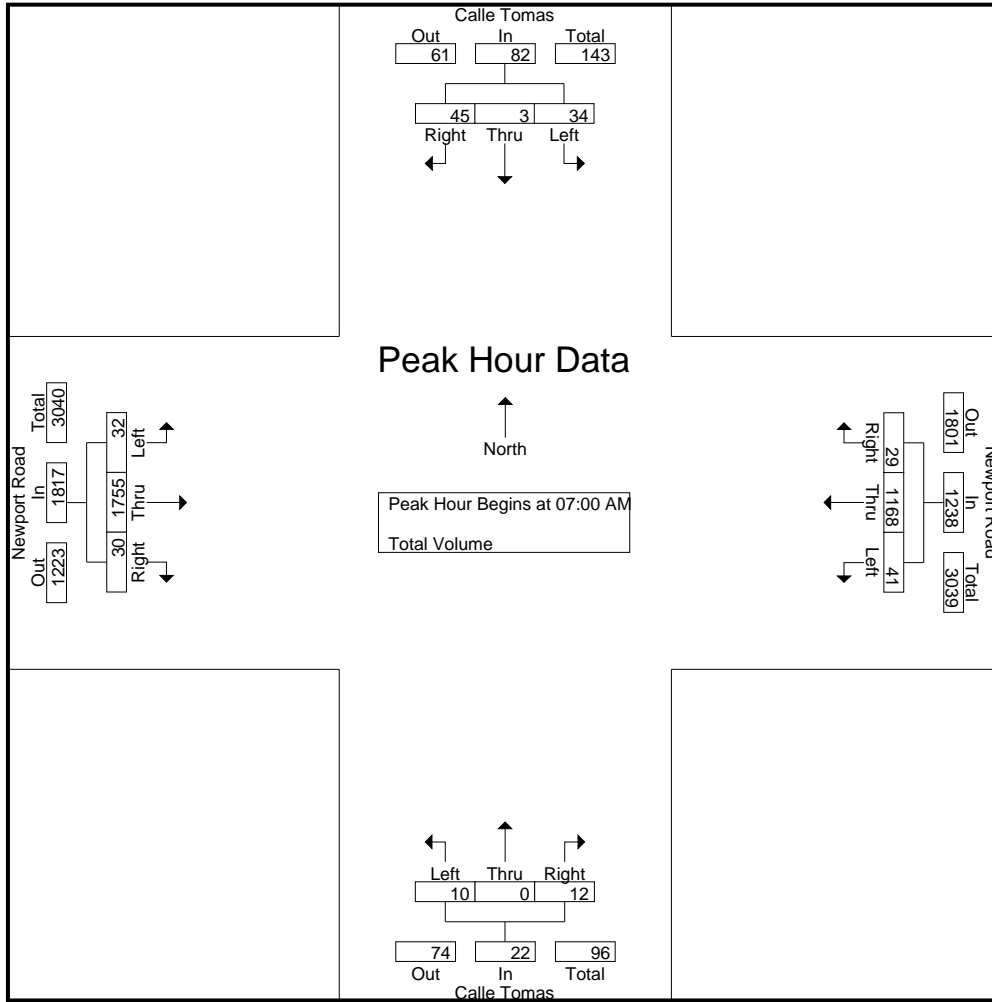 Calle Tomas
Out In Total
61 82 143
45 3 34
Right Thru Left
Peak Hour Data
North
Peak Hour Begins at 07:00 AM
Total Volume
Newport Road
Out In Total
1223 1817 3040
30 1755 32
Right Thru Left
Newport Road
Out In Total
1801 1238 3039
29 1168 41
Right Thru Left
Left Thru Right
10 0 12
74 22 96
Out In Total
Calle Tomas